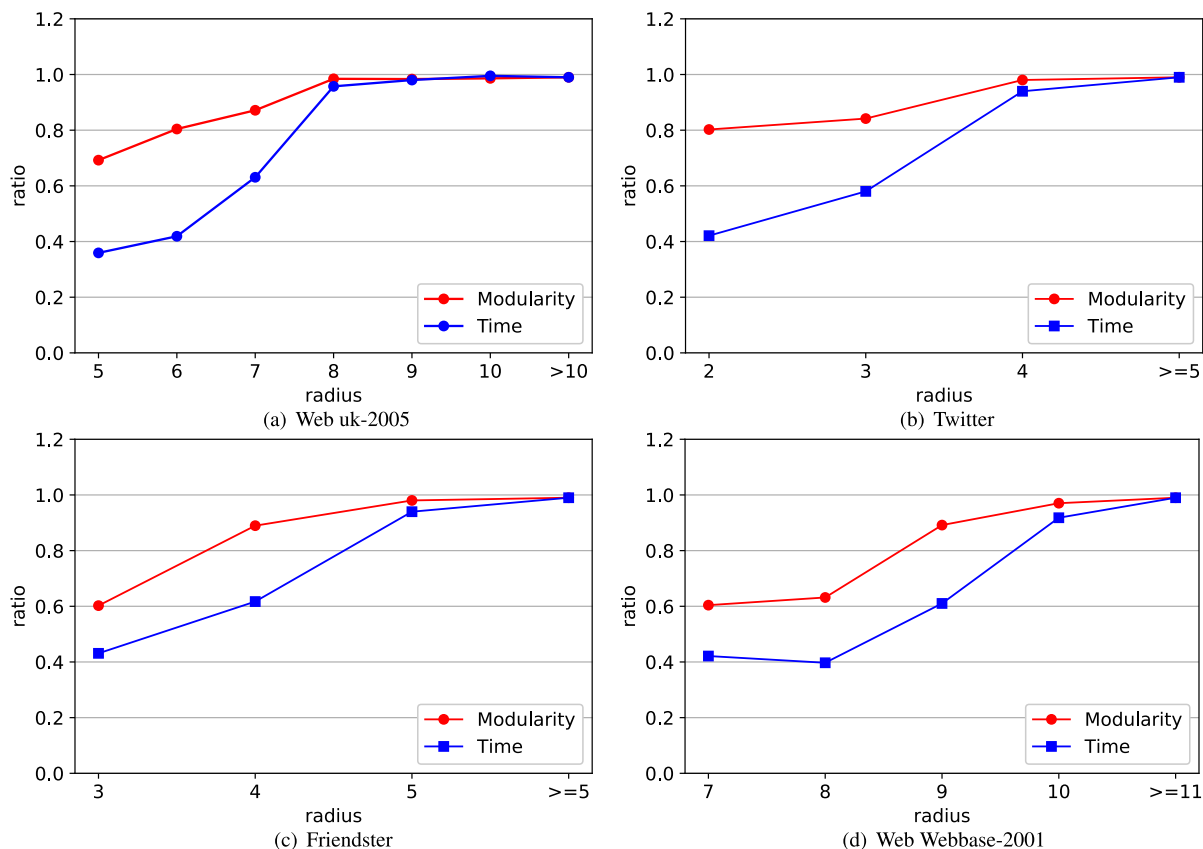 1.2
1.0
0.8
0.6
0.4
0.2
0.0
ratio
Modularity
Time
5 6 7 8 9 10 >10
radius
(a) Web uk-2005
1.2
1.0
0.8
0.6
0.4
0.2
0.0
ratio
Modularity
Time
2 3 4 >=5
radius
(b) Twitter
1.2
1.0
0.8
0.6
0.4
0.2
0.0
ratio
Modularity
Time
3 4 5 >=5
radius
(c) Friendster
1.2
1.0
0.8
0.6
0.4
0.2
0.0
ratio
Modularity
Time
7 8 9 10 >=11
radius
(d) Web Webbase-2001